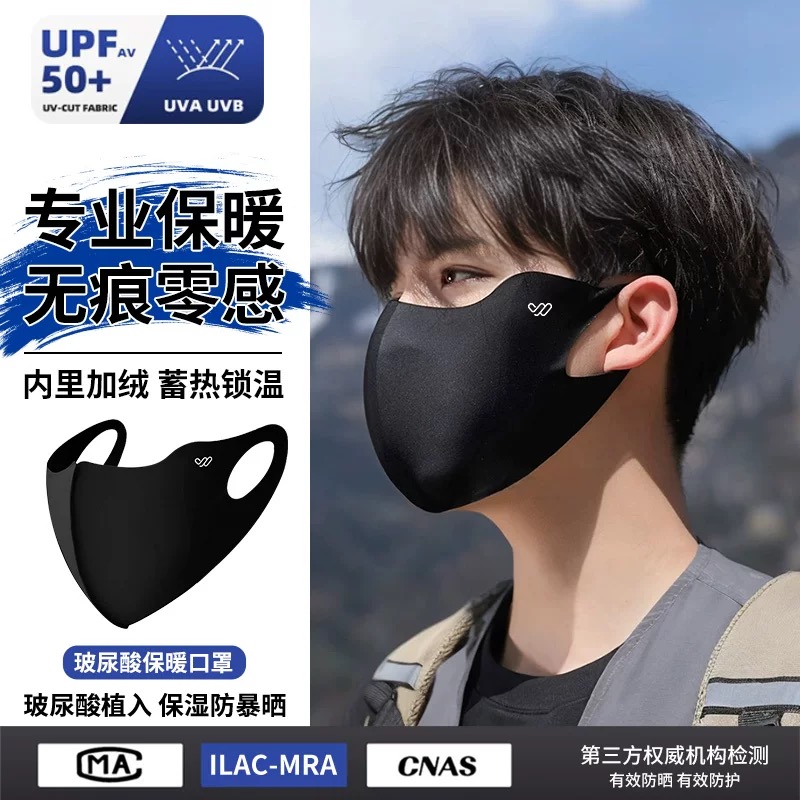 UPF AV
50+
UV-CUT FABRIC
UVA UVB
专业保暖
无痕零感
内里加绒 蓄热锁温
玻尿酸保暖口罩
玻尿酸植入 保湿防暴晒
MA
ILAC-MRA
CNAS
第三方权威机构检测
有效防晒 有效防护